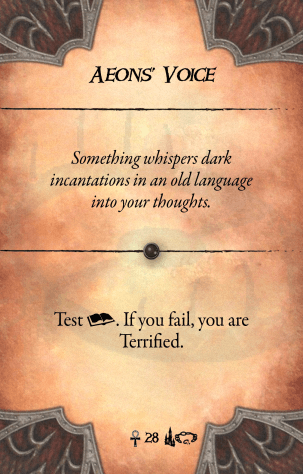 Aeons' Voice
Something whispers dark
incantations in an old language
into your thoughts.
Test . If you fail, you are
Terrified.
28